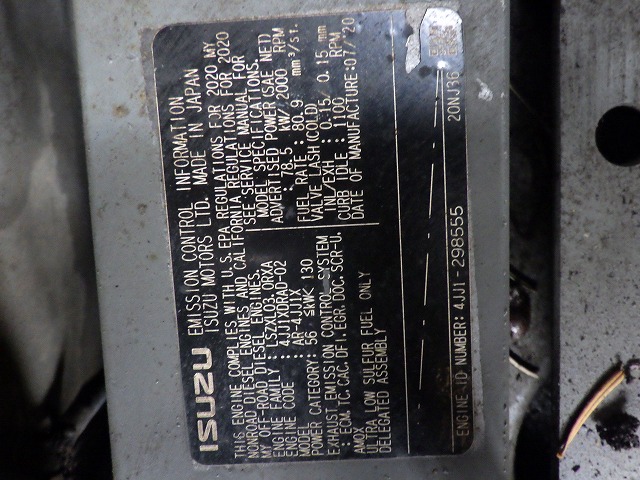 ISUZU EMISSION CONTROL INFORMATION
ISUZU MOTORS LTD. MADE IN JAPAN
THIS ENGINE COMPLIES WITH U.S.EPA REGULATIONS FOR 2020 MY
NONROAD DIESEL ENGINES AND CALIFORNIA REGULATIONS FOR 2020
MY OFF-ROAD DIESEL ENGINES.
SEE SERVICE MANUAL FOR
MODEL SPECIFICATIONS.
ENGINE FAMILY : LSZXL03.0RXA
ENGINE CODE : 4JJ1XDRAD-02
MODEL : AR-4JJ1X
POWER CATEGORY: 56 ≦kW< 130
EXHAUST EMISSION CONTROL SYSTEM
: ECM,TC,CAC,DFI,EGR,DOC,SCR-U,
AMOX
ULTRA LOW SULFUR FUEL ONLY
DELEGATED ASSEMBLY
ADVERTISED POWER(SAE NET)
: 78.5 kW/ 2000 RPM
FUEL RATE : 80.9 mm³/st.
VALVE LASH(COLD)
IN/EXH : 0.15/ 0.15 mm
CURB IDLE : 1100 RPM
DATE OF MANUFACTURE:07/'20
ENGINE ID NUMBER: 4JJ1-298555
20NJ36